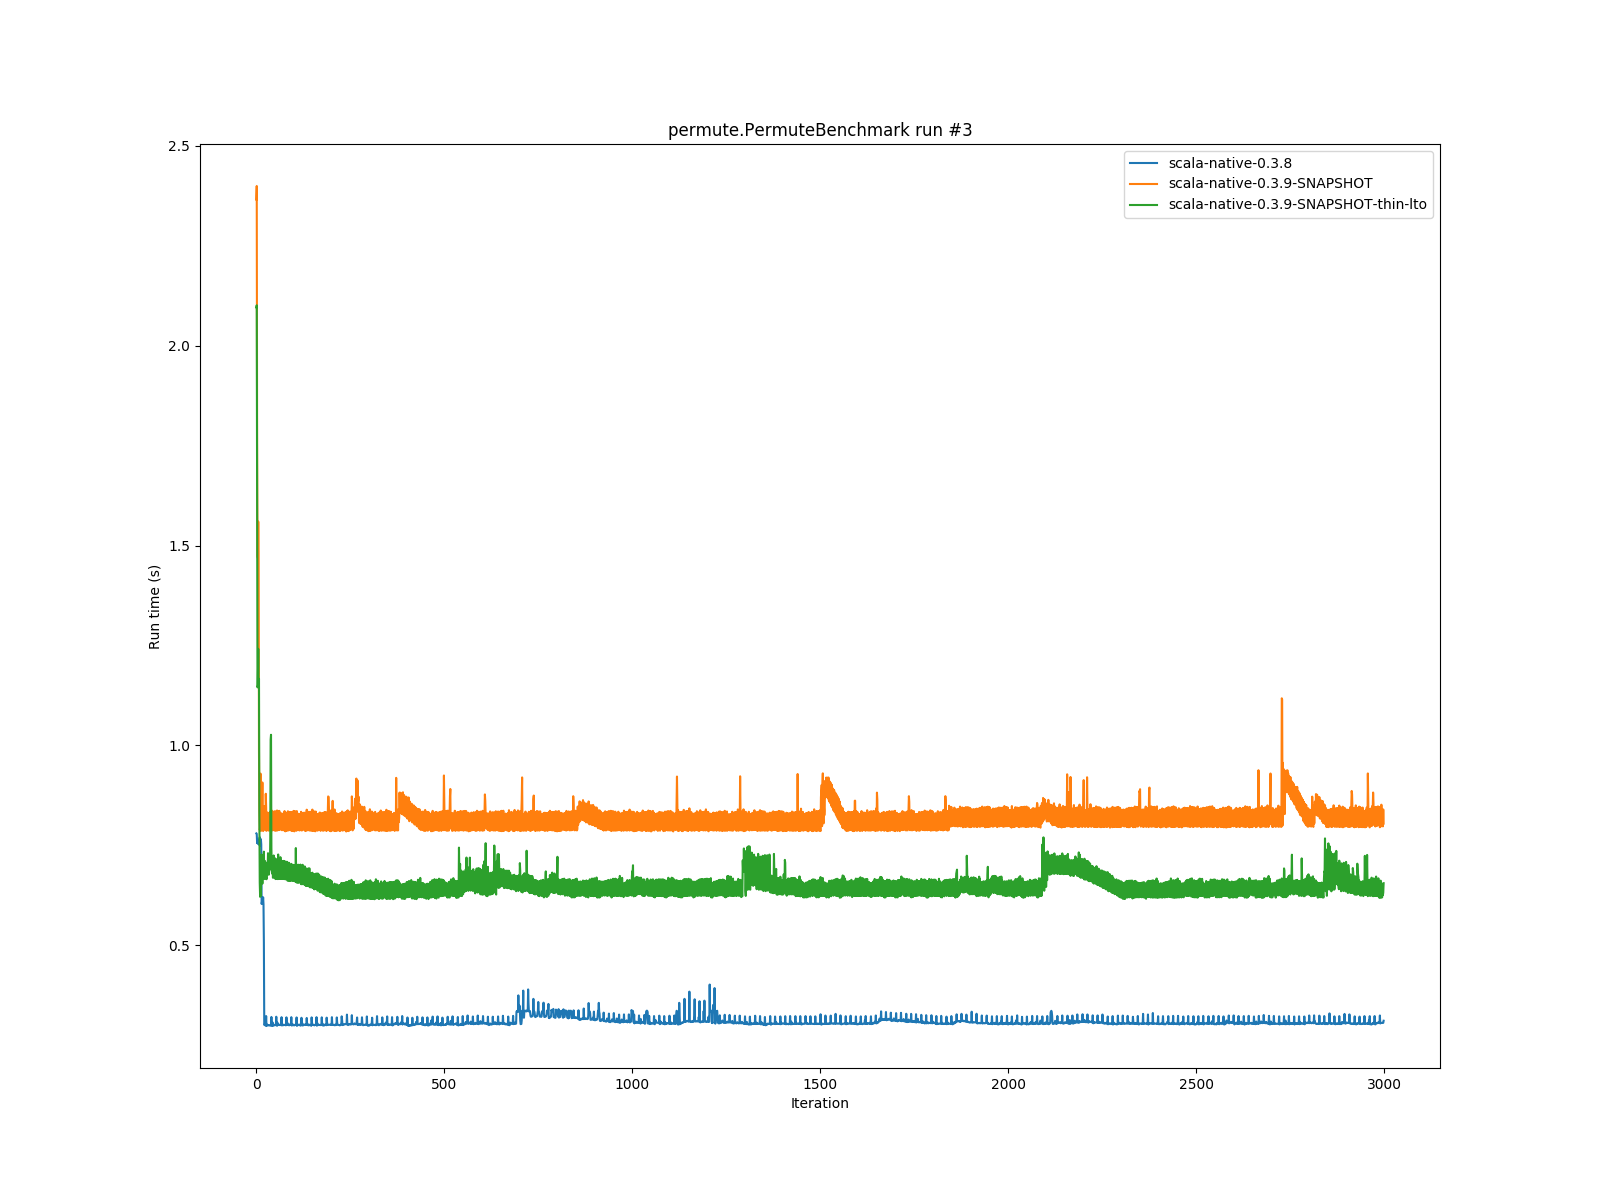 permute.PermuteBenchmark run #3
scala-native-0.3.8
scala-native-0.3.9-SNAPSHOT
scala-native-0.3.9-SNAPSHOT-thin-lto
2.5
2.0
1.5
1.0
0.5
Run time (s)
0 500 1000 1500 2000 2500 3000
Iteration